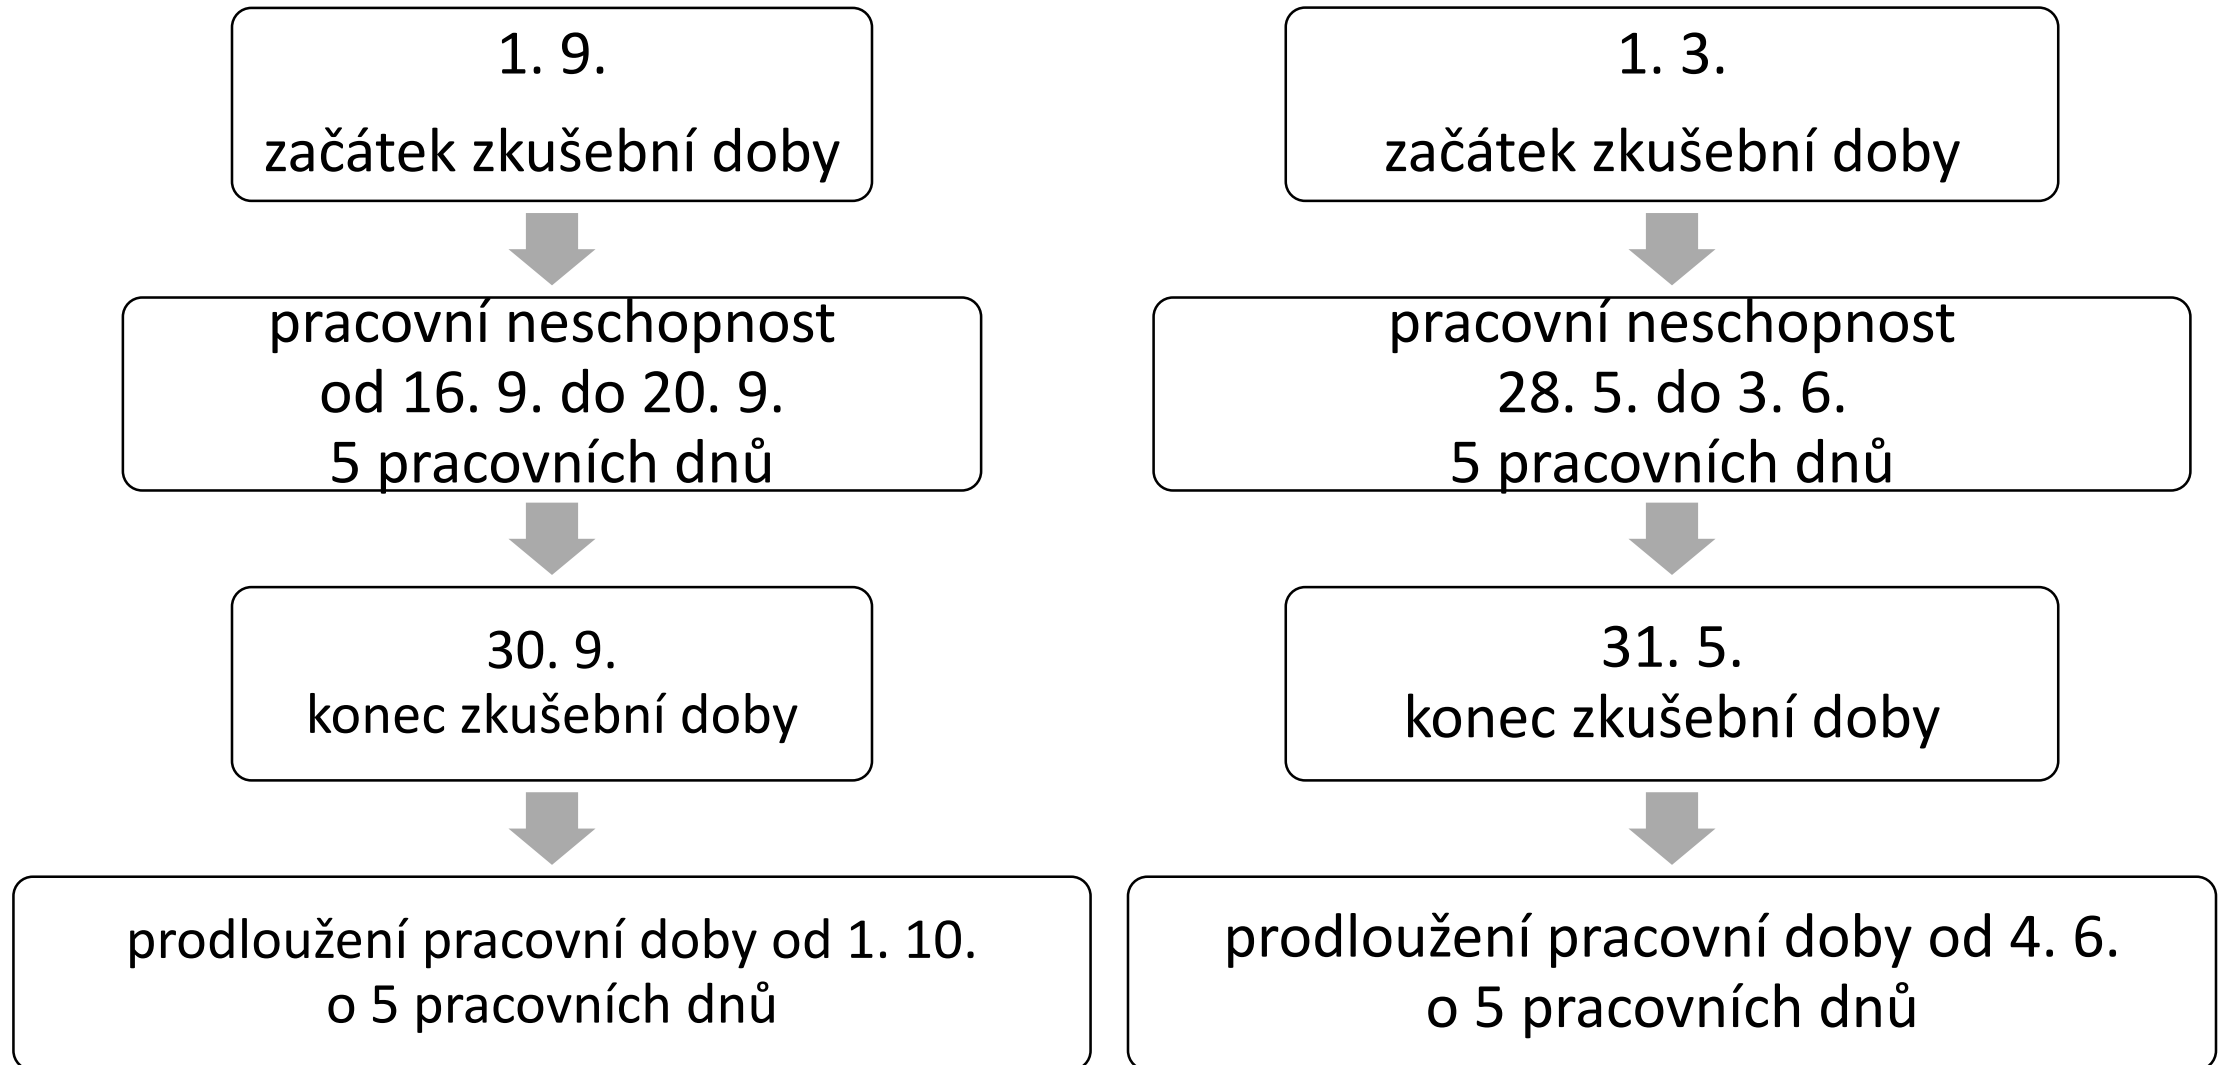 1. 9.
začátek zkušební doby
pracovní neschopnost
od 16. 9. do 20. 9.
5 pracovních dnů
30. 9.
konec zkušební doby
prodloužení pracovní doby od 1. 10.
o 5 pracovních dnů
1. 3.
začátek zkušební doby
pracovní neschopnost
28. 5. do 3. 6.
5 pracovních dnů
31. 5.
konec zkušební doby
prodloužení pracovní doby od 4. 6.
o 5 pracovních dnů